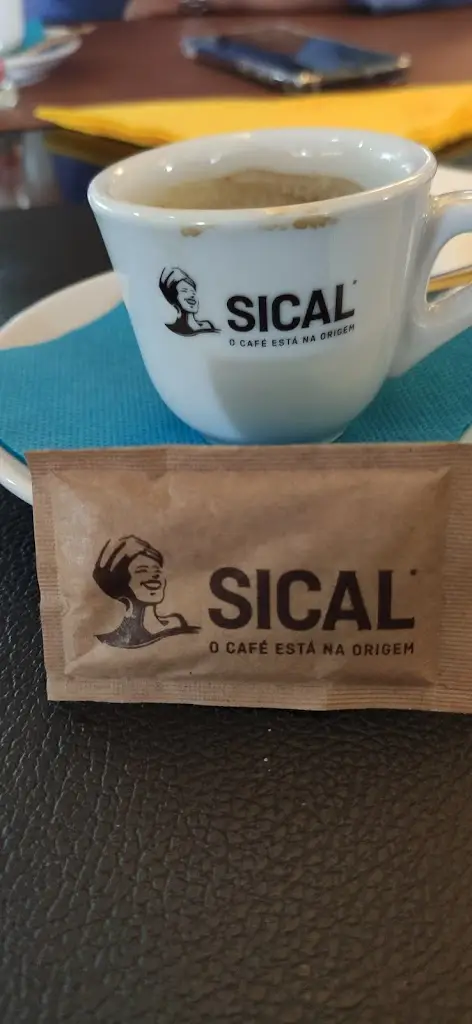 SICAL
O CAFÉ ESTÁ NA ORIGEM
SICAL
O CAFÉ ESTÁ NA ORIGEM